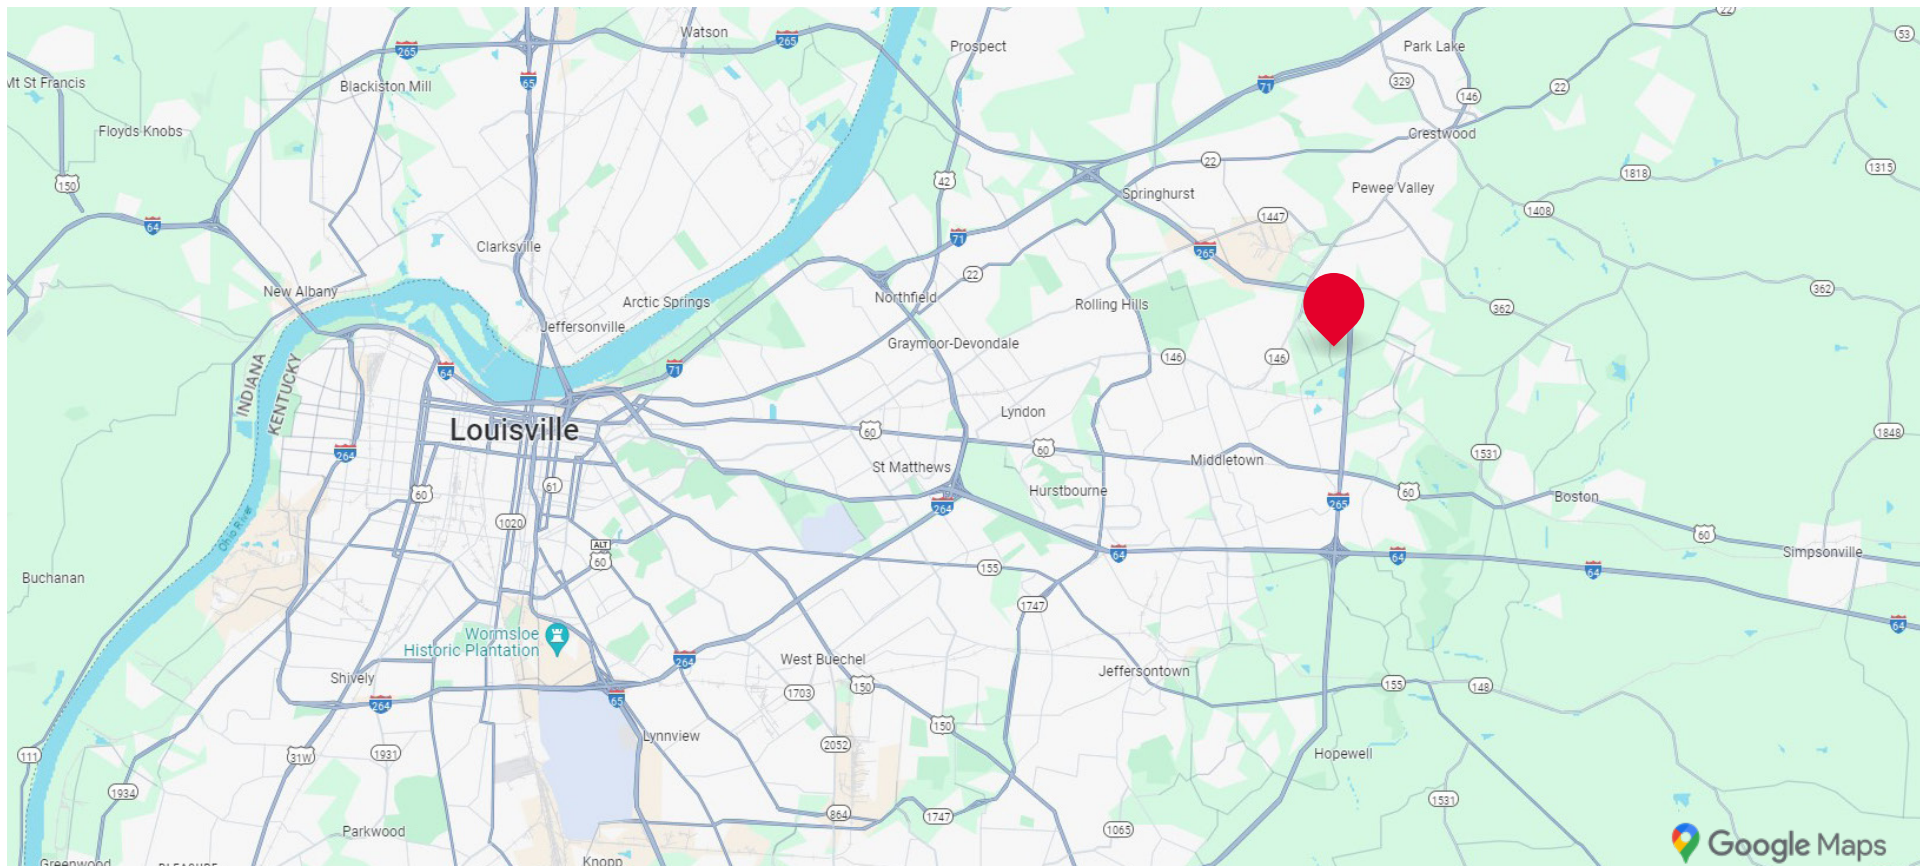 Watson
Prospect
Park Lake
22
53
265
265
65
Mt St Francis
Blackiston Mill
71
329
146
22
Floyds Knobs
Crestwood
150
42
22
1818
1315
Springhurst
Pewee Valley
64
1447
1408
Clarksville
71
265
22
New Albany
Arctic Springs
Northfield
Rolling Hills
362
362
Jeffersonville
Graymoor-Devondale
146
146
INDIANA
KENTUCKY
64
71
Lyndon
Louisville
60
60
1848
264
St Matthews
Middletown
1531
61
60
Hurstbourne
60
Boston
264
265
Ohio River
1020
60
ALT
60
64
64
Simpsonville
155
64
Buchanan
1747
64
Wormsloe
Historic Plantation
264
West Buechel
Jeffersontown
Shively
264
65
1703
150
155
148
Lynnview
150
2052
111
31W
1931
Hopewell
1934
1531
864
1747
1065
Parkwood
Google Maps
Greenwood
Knopp